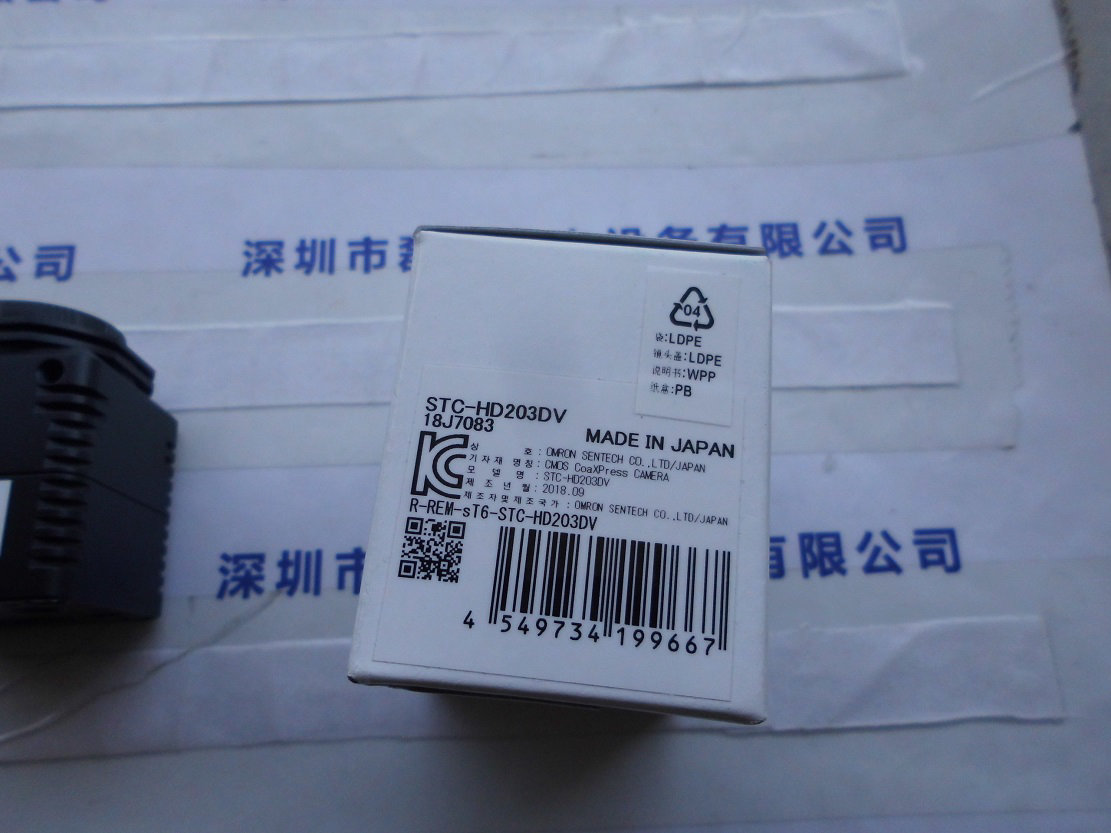 公司
深圳市
设备有限公司
04
袋:LDPE
镜头盖:LDPE
说明书:WPP
纸盒:PB
STC-HD203DV
18J7083
MADE IN JAPAN
상 호 : OMRON SENTECH CO.,LTD/JAPAN
기자재 명칭 : CMOS CoaXPress CAMERA
모 델 명 : STC-HD203DV
제 조 년 월 : 2018.09
제조자및제조국가 : OMRON SENTECH CO.,LTD/JAPAN
R-REM-sT6-STC-HD203DV
4 549734 199667
深圳市
有限公司